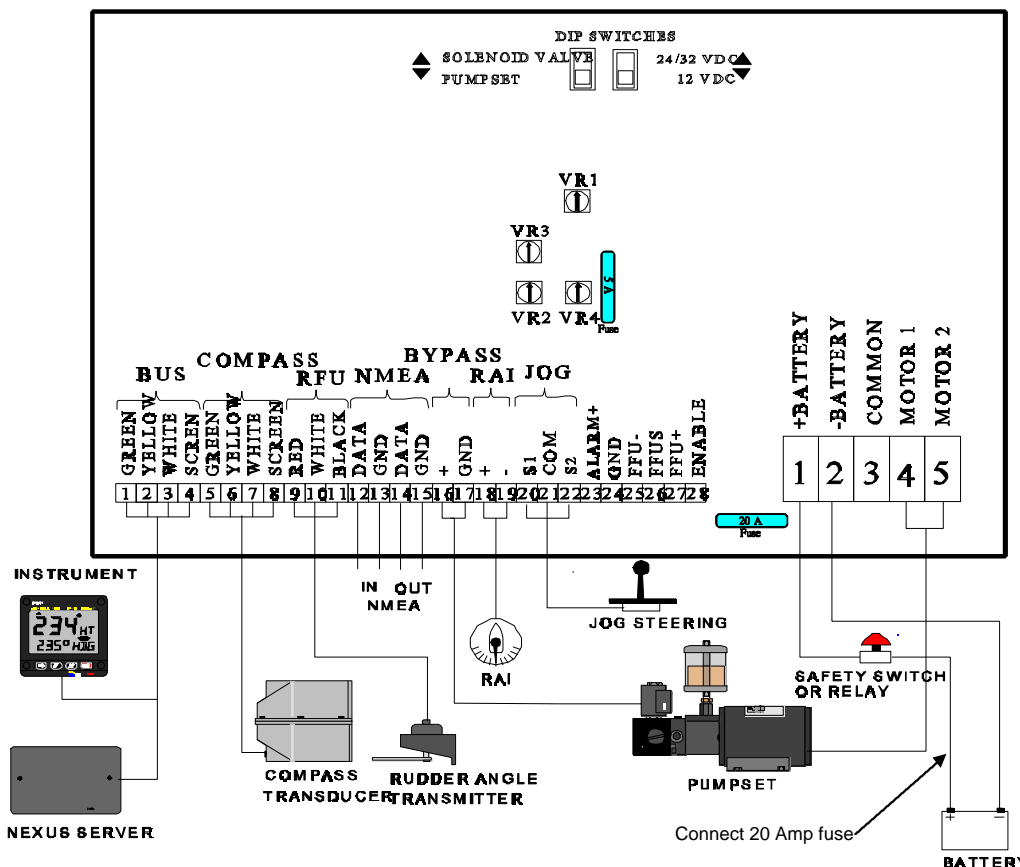 DIP SWITCHES
SOLENOID VALVE
PUMPSET
24/32 VDC
12 VDC
VR1
VR3
VR2
VR4
5 A
Fuse
BUS
COMPASS
RFU
NMEA
BYPASS
RAI
JOG
GREEN
YELLOW
WHITE
SCREN
GREEN
YELLOW
WHITE
SCREEN
RED
WHITE
BLACK
DATA
GND
DATA
GND
+
GND
+
-
S1
COM
S2
ALARM+
GND
FFU-
FFUS
FFU+
ENABLE
1 2 3 4 5 6 7 8 9 10 11 12 13 14 15 16 17 18 19 20 21 22 23 24 25 26 27 28
+BATTERY
-BATTERY
COMMON
MOTOR 1
MOTOR 2
1 2 3 4 5
20 A
Fuse
INSTRUMENT
234° HT
235° HDG
NEXUS SERVER
COMPASS
TRANSDUCER
RUDDER ANGLE
TRANSMITTER
IN OUT
NMEA
RAI
JOG STEERING
PUMPSET
SAFETY SWITCH
OR RELAY
Connect 20 Amp fuse
+ -
BATTERY